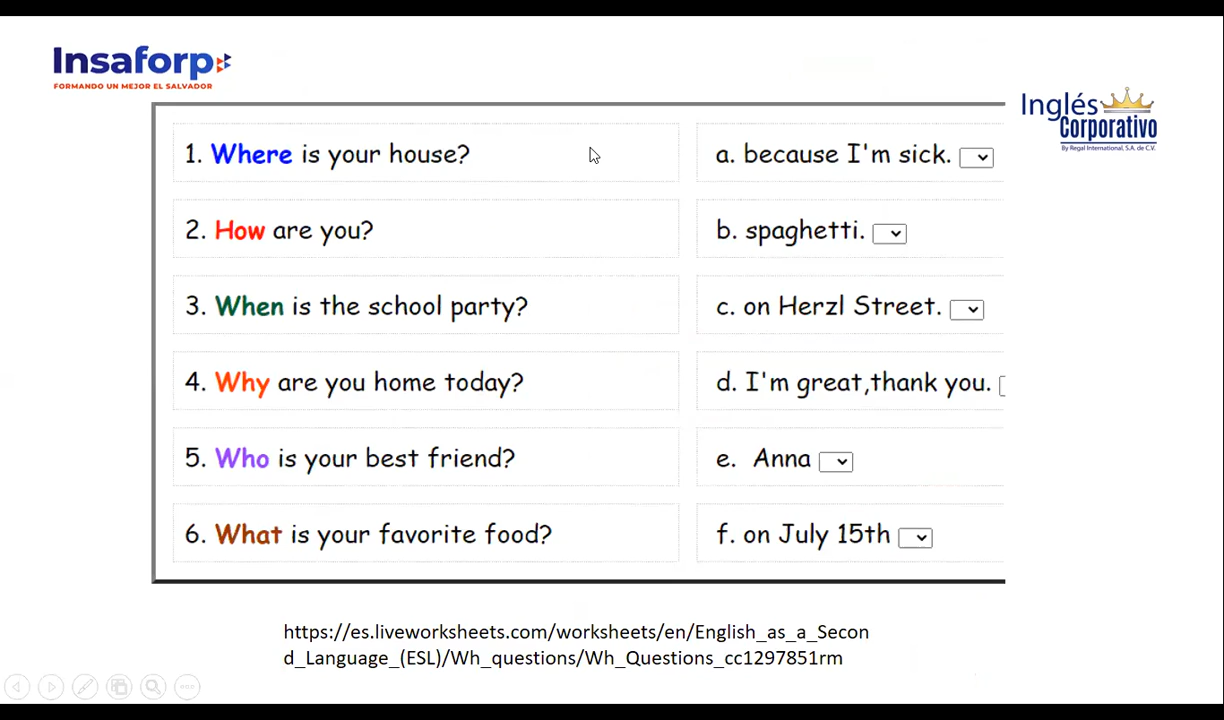 Insaforp
FORMANDO UN MEJOR EL SALVADOR
Inglés
Corporativo
By Regal International, S.A. de C.V.
1. Where is your house?
a. because I'm sick.
2. How are you?
b. spaghetti.
3. When is the school party?
c. on Herzl Street.
4. Why are you home today?
d. I'm great,thank you.
5. Who is your best friend?
e. Anna
6. What is your favorite food?
f. on July 15th
https://es.liveworksheets.com/worksheets/en/English_as_a_Secon
d_Language_(ESL)/Wh_questions/Wh_Questions_cc1297851rm